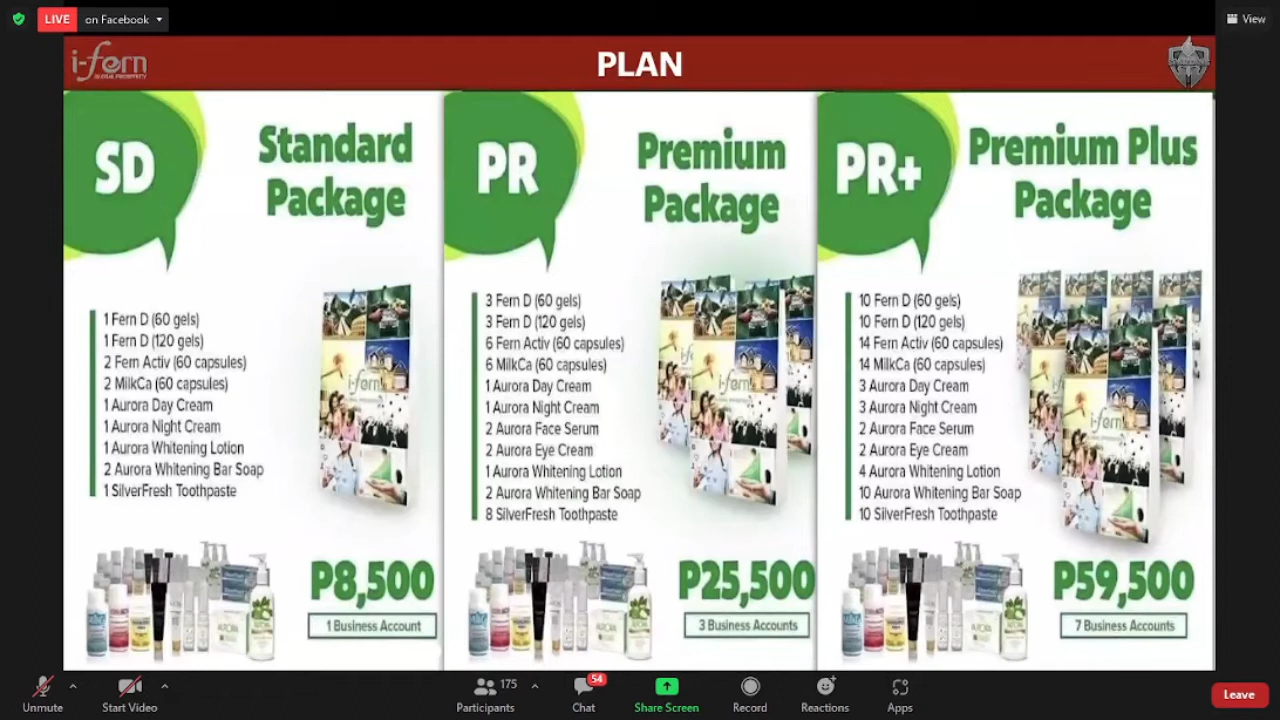 LIVE on Facebook
View
i-fern
GLOBAL PROSPERITY
PLAN
SD
Standard
Package
1 Fern D (60 gels)
1 Fern D (120 gels)
2 Fern Activ (60 capsules)
2 MilkCa (60 capsules)
1 Aurora Day Cream
1 Aurora Night Cream
1 Aurora Whitening Lotion
2 Aurora Whitening Bar Soap
1 SilverFresh Toothpaste
i-fern
P8,500
1 Business Account
PR
Premium
Package
3 Fern D (60 gels)
3 Fern D (120 gels)
6 Fern Activ (60 capsules)
6 MilkCa (60 capsules)
1 Aurora Day Cream
1 Aurora Night Cream
2 Aurora Face Serum
2 Aurora Eye Cream
1 Aurora Whitening Lotion
2 Aurora Whitening Bar Soap
8 SilverFresh Toothpaste
i-fern
P25,500
3 Business Accounts
PR+
Premium Plus
Package
10 Fern D (60 gels)
10 Fern D (120 gels)
14 Fern Activ (60 capsules)
14 MilkCa (60 capsules)
3 Aurora Day Cream
3 Aurora Night Cream
2 Aurora Face Serum
2 Aurora Eye Cream
4 Aurora Whitening Lotion
10 Aurora Whitening Bar Soap
10 SilverFresh Toothpaste
i-fern
P59,500
7 Business Accounts
Unmute
Start Video
175
Participants
54
Chat
Share Screen
Record
Reactions
Apps
Leave